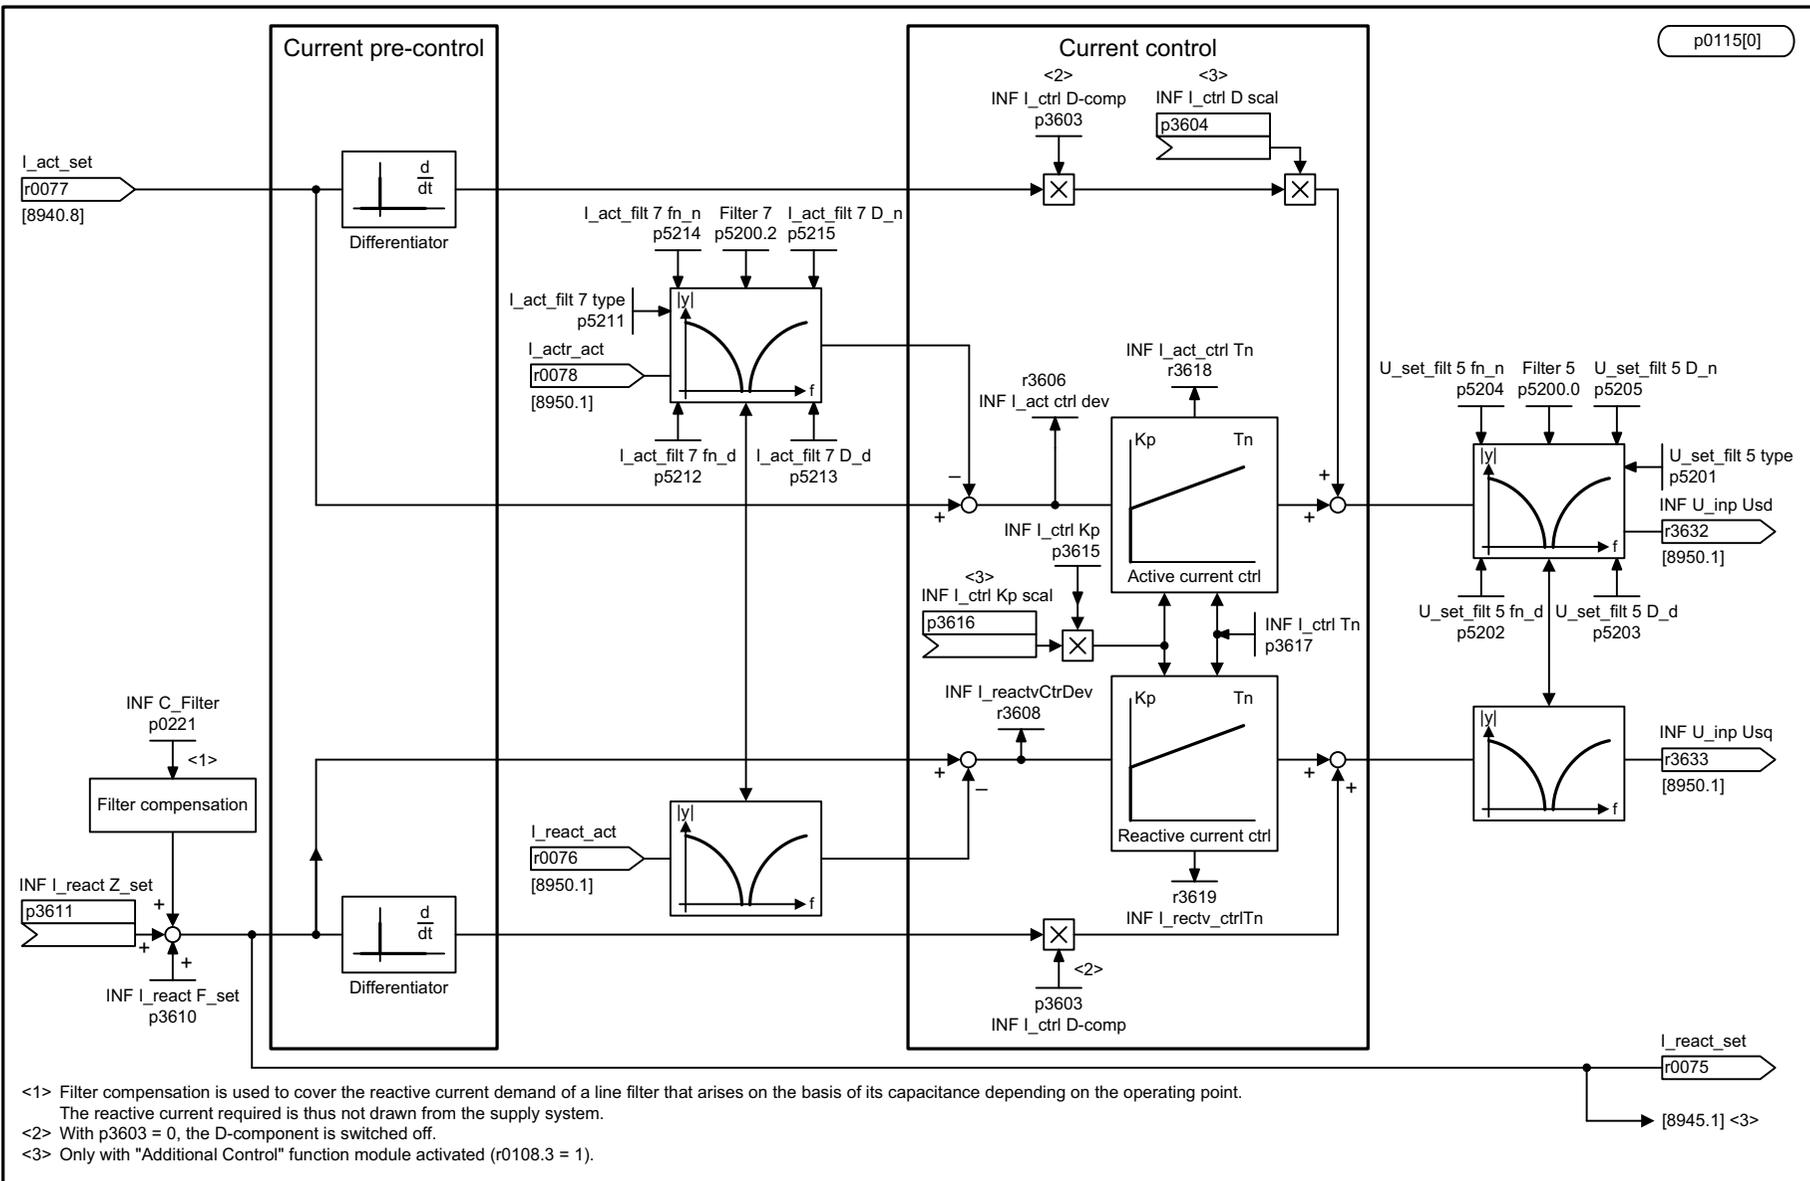 Current pre-control
Current control
p0115[0]
<2>
INF I_ctrl D-comp
p3603
<3>
INF I_ctrl D scal
p3604
I_act_set
r0077
[8940.8]
d
dt
Differentiator
I_act_filt 7 fn_n
p5214
Filter 7
p5200.2
I_act_filt 7 D_n
p5215
I_act_filt 7 type
p5211
|y|
f
I_actr_act
r0078
[8950.1]
I_act_filt 7 fn_d
p5212
I_act_filt 7 D_d
p5213
r3606
INF I_act ctrl dev
INF I_act_ctrl Tn
r3618
Kp
Tn
Active current ctrl
–
+
+
+
U_set_filt 5 fn_n
p5204
Filter 5
p5200.0
U_set_filt 5 D_n
p5205
|y|
f
U_set_filt 5 type
p5201
INF U_inp Usd
r3632
[8950.1]
U_set_filt 5 fn_d
p5202
U_set_filt 5 D_d
p5203
INF I_ctrl Kp
p3615
<3>
INF I_ctrl Kp scal
p3616
INF I_ctrl Tn
p3617
INF I_reactvCtrDev
r3608
Kp
Tn
Reactive current ctrl
+
–
+
+
r3619
INF I_rectv_ctrlTn
|y|
f
INF U_inp Usq
r3633
[8950.1]
INF C_Filter
p0221
<1>
Filter compensation
I_react_act
r0076
[8950.1]
|y|
f
INF I_react Z_set
p3611
+
+
+
INF I_react F_set
p3610
d
dt
Differentiator
<2>
p3603
INF I_ctrl D-comp
I_react_set
r0075
[8945.1] <3>
<1> Filter compensation is used to cover the reactive current demand of a line filter that arises on the basis of its capacitance depending on the operating point.
The reactive current required is thus not drawn from the supply system.
<2> With p3603 = 0, the D-component is switched off.
<3> Only with "Additional Control" function module activated (r0108.3 = 1).